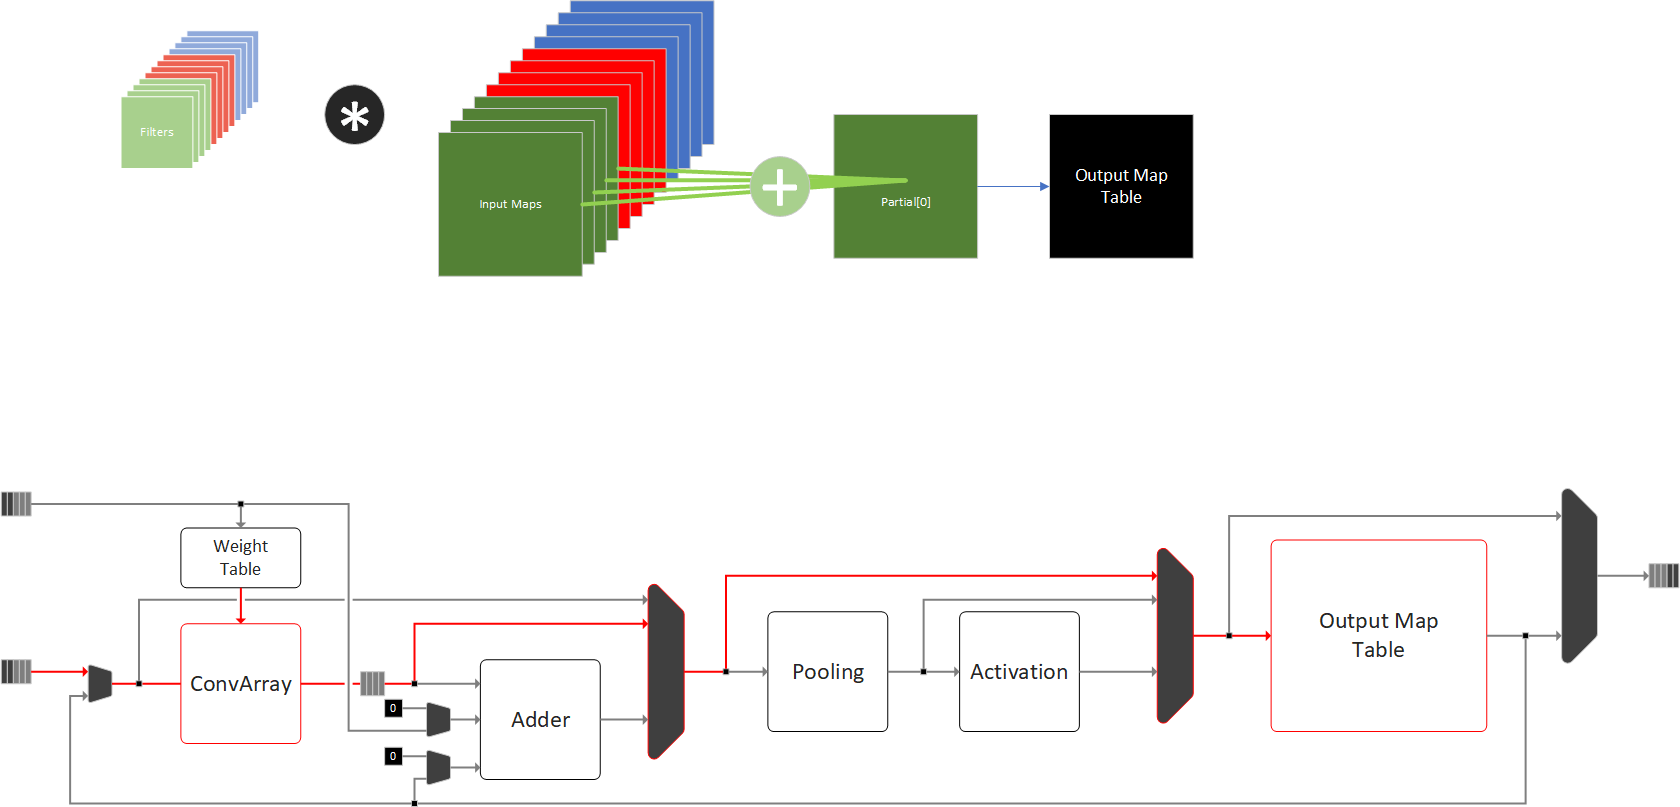 Filters
*
Input Maps
+
Partial[0]
Output Map
Table
Weight
Table
ConvArray
0
0
Adder
Pooling
Activation
Output Map
Table